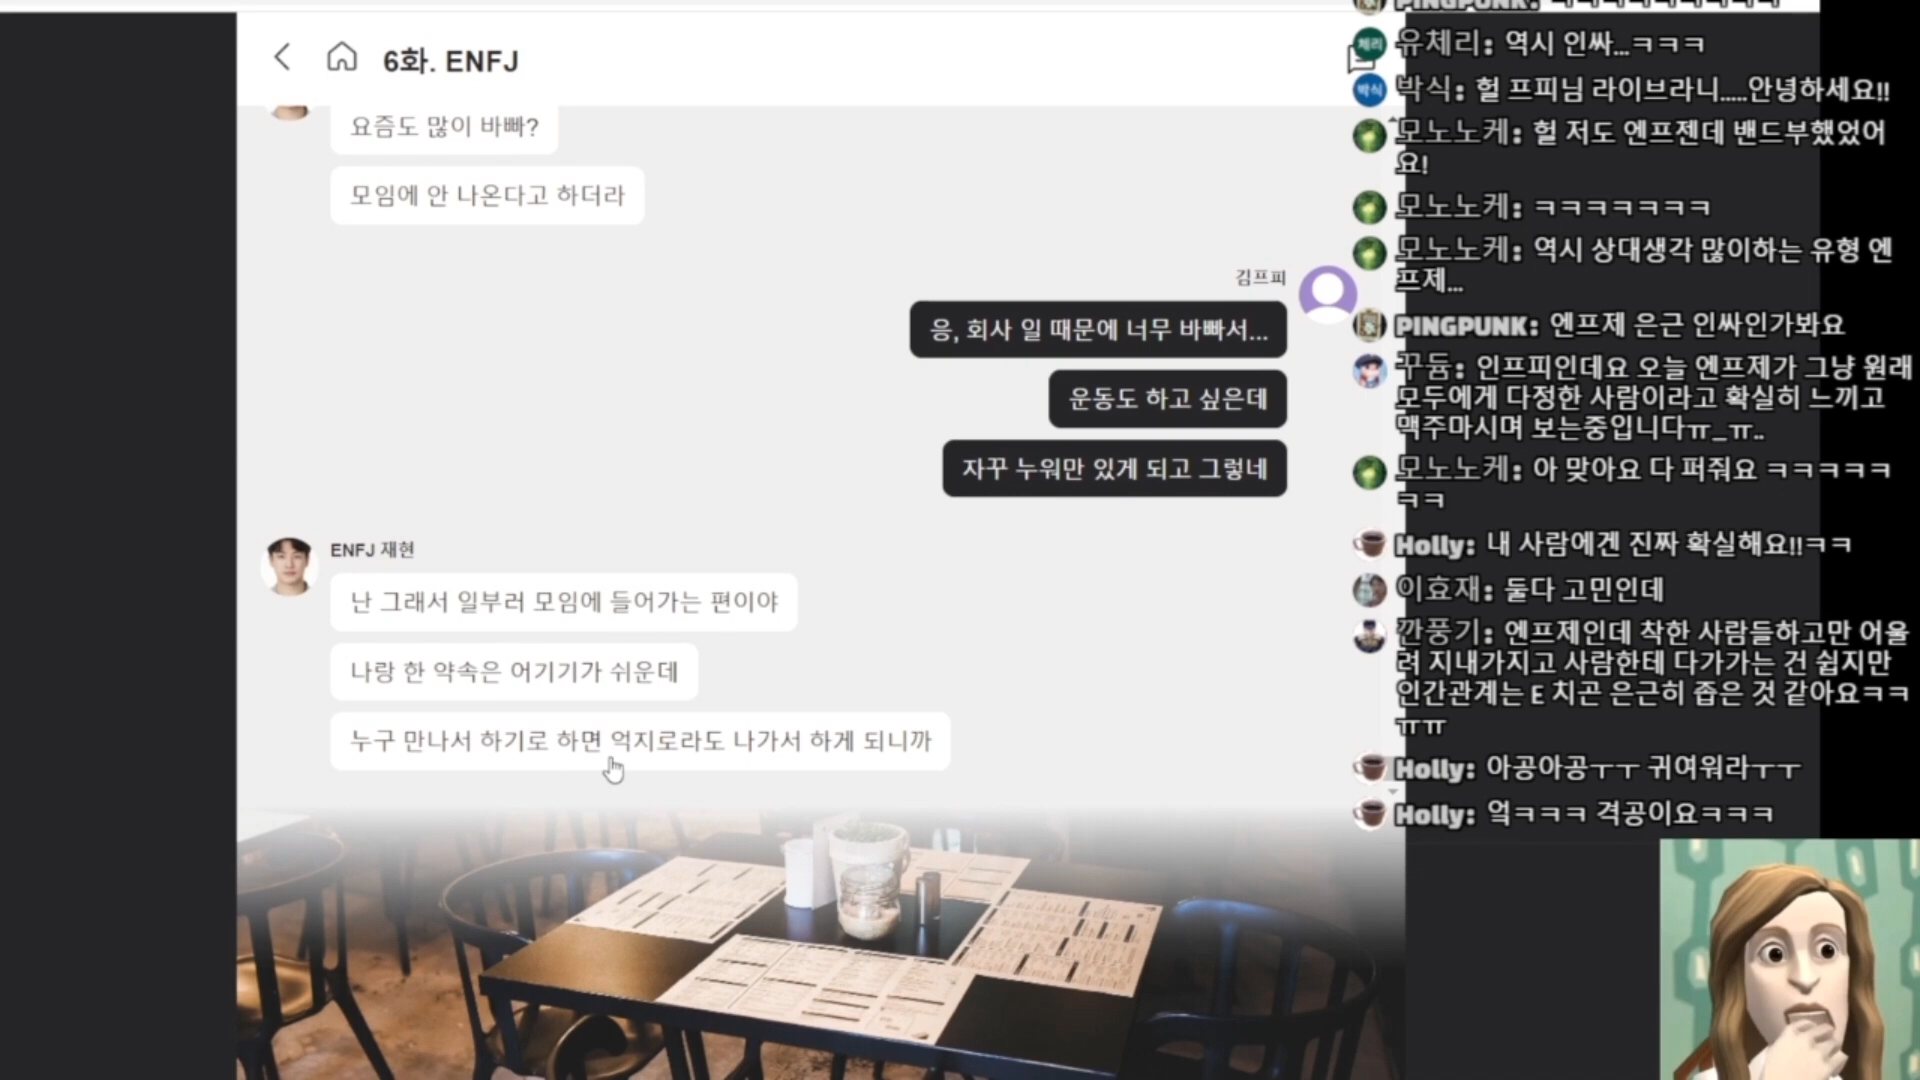 6화. ENFJ
요즘도 많이 바빠?
모임에 안 나온다고 하더라
김프피
응, 회사 일 때문에 너무 바빠서...
운동도 하고 싶은데
자꾸 누워만 있게 되고 그렇네
ENFJ 재현
난 그래서 일부러 모임에 들어가는 편이야
나랑 한 약속은 어기기가 쉬운데
누구 만나서 하기로 하면 억지로라도 나가서 하게 되니까
PINGPUNK:
체리
유체리: 역시 인싸...ㅋㅋㅋ
박식
박식: 헐 프피님 라이브라니.....안녕하세요!!
모노노케: 헐 저도 엔프젠데 밴드부했었어
요!
모노노케: ㅋㅋㅋㅋㅋㅋㅋ
모노노케: 역시 상대생각 많이하는 유형 엔
프제...
PINGPUNK: 엔프제 은근 인싸인가봐요
꾸듐: 인프피인데요 오늘 엔프제가 그냥 원래
모두에게 다정한 사람이라고 확실히 느끼고
맥주마시며 보는중입니다ㅠ_ㅠ..
모노노케: 아 맞아요 다 퍼줘요 ㅋㅋㅋㅋㅋ
ㅋㅋ
Holly: 내 사람에겐 진짜 확실해요!!ㅋㅋ
이효재: 둘다 고민인데
깐풍기: 엔프제인데 착한 사람들하고만 어울
려 지내가지고 사람한테 다가가는 건 쉽지만
인간관계는 E 치곤 은근히 좁은 것 같아요ㅋㅋ
ㅠㅠ
Holly: 아공아공ㅜㅜ 귀여워라ㅜㅜ
Holly: 엌ㅋㅋㅋ 격공이요ㅋㅋㅋ